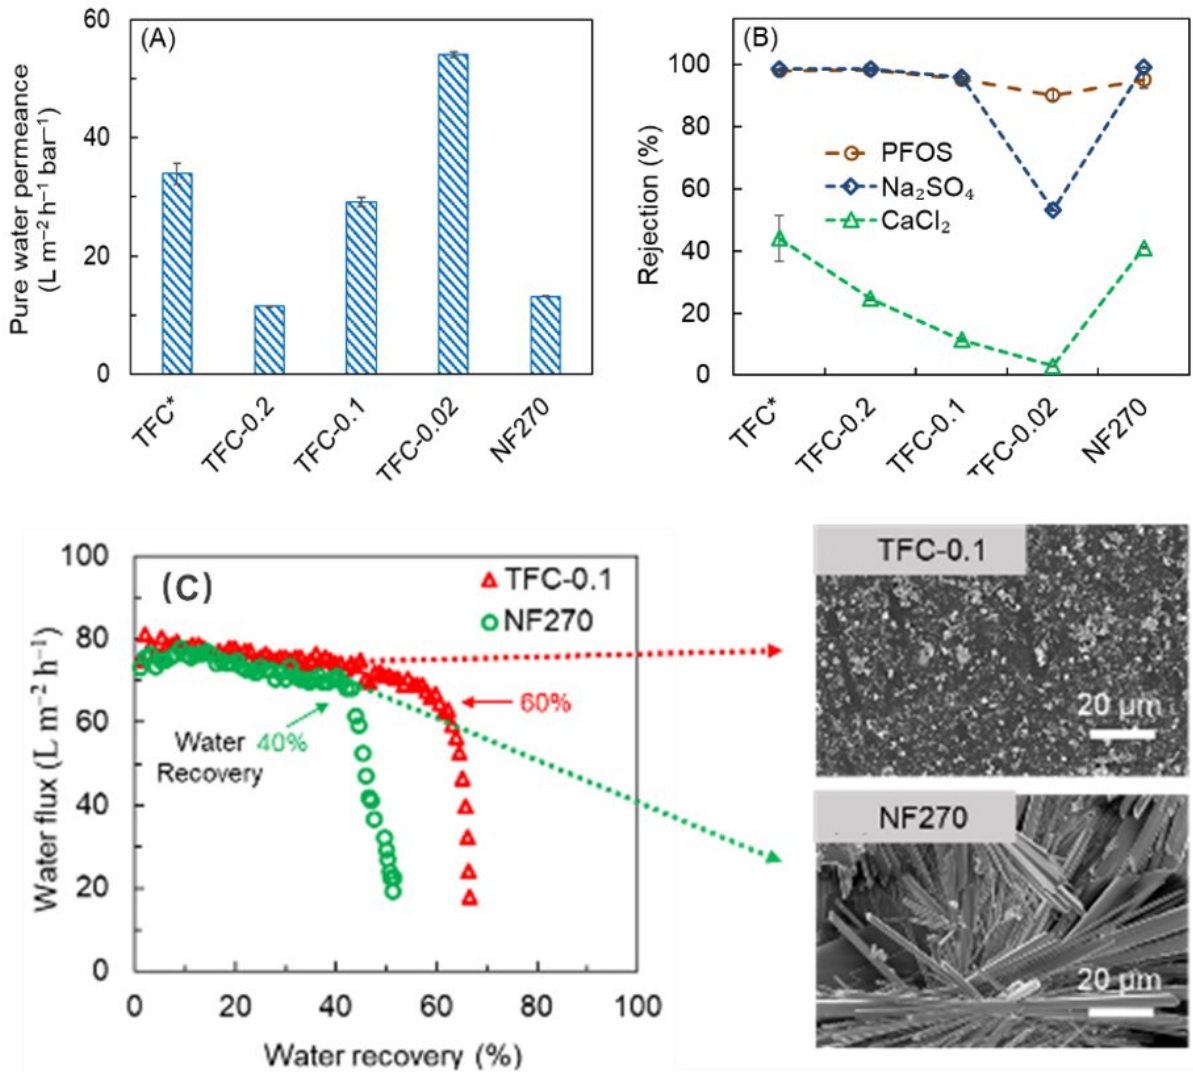 (A)
Pure water permeance
(L m⁻² h⁻¹ bar⁻¹)
60
40
20
0
TFC*
TFC-0.2
TFC-0.1
TFC-0.02
NF270
(B)
Rejection (%)
100
80
60
40
20
0
PFOS
Na₂SO₄
CaCl₂
TFC*
TFC-0.2
TFC-0.1
TFC-0.02
NF270
(C)
Water flux (L m⁻² h⁻¹)
100
80
60
40
20
0
TFC-0.1
NF270
60%
Water 40%
Recovery
0
20
40
60
80
100
Water recovery (%)
TFC-0.1
20 µm
NF270
20 µm